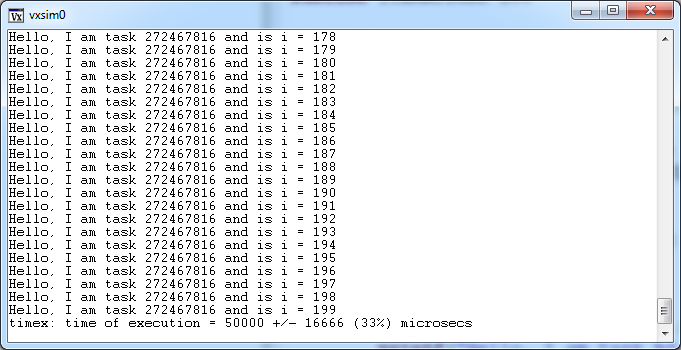 vxsim0
Hello, I am task 272467816 and is i = 178
Hello, I am task 272467816 and is i = 179
Hello, I am task 272467816 and is i = 180
Hello, I am task 272467816 and is i = 181
Hello, I am task 272467816 and is i = 182
Hello, I am task 272467816 and is i = 183
Hello, I am task 272467816 and is i = 184
Hello, I am task 272467816 and is i = 185
Hello, I am task 272467816 and is i = 186
Hello, I am task 272467816 and is i = 187
Hello, I am task 272467816 and is i = 188
Hello, I am task 272467816 and is i = 189
Hello, I am task 272467816 and is i = 190
Hello, I am task 272467816 and is i = 191
Hello, I am task 272467816 and is i = 192
Hello, I am task 272467816 and is i = 193
Hello, I am task 272467816 and is i = 194
Hello, I am task 272467816 and is i = 195
Hello, I am task 272467816 and is i = 196
Hello, I am task 272467816 and is i = 197
Hello, I am task 272467816 and is i = 198
Hello, I am task 272467816 and is i = 199
timex: time of execution = 50000 +/- 16666 (33%) microsecs